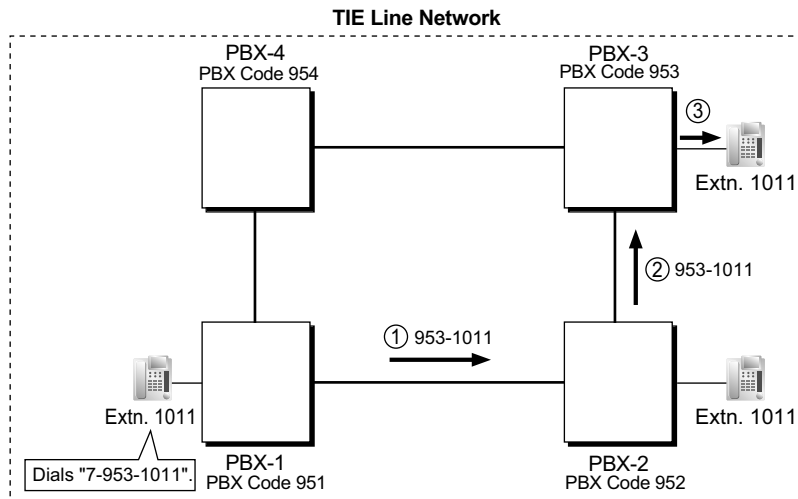 TIE Line Network
PBX-4
PBX Code 954
PBX-3
PBX Code 953
③
Extn. 1011
② 953-1011
① 953-1011
Extn. 1011
Extn. 1011
Dials "7-953-1011".
PBX-1
PBX Code 951
PBX-2
PBX Code 952